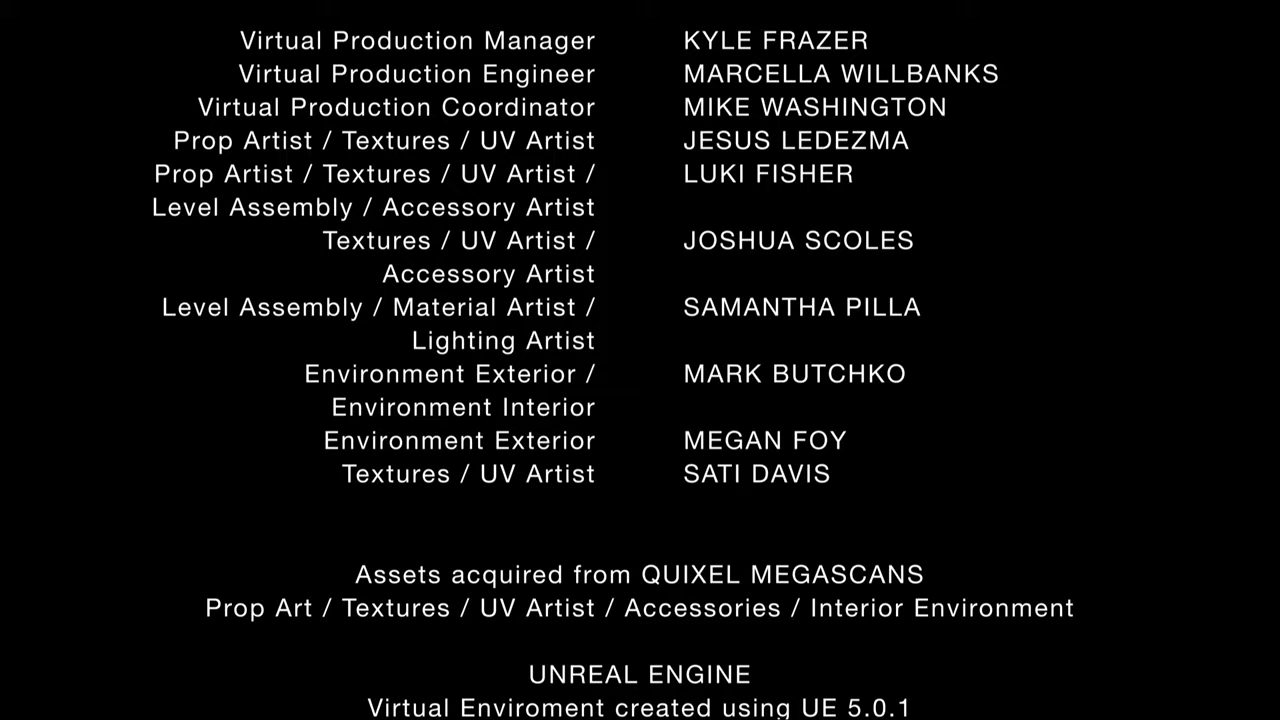 Virtual Production Manager KYLE FRAZER
Virtual Production Engineer MARCELLA WILLBANKS
Virtual Production Coordinator MIKE WASHINGTON
Prop Artist / Textures / UV Artist JESUS LEDEZMA
Prop Artist / Textures / UV Artist / LUKI FISHER
Level Assembly / Accessory Artist
Textures / UV Artist / JOSHUA SCOLES
Accessory Artist
Level Assembly / Material Artist / SAMANTHA PILLA
Lighting Artist
Environment Exterior / MARK BUTCHKO
Environment Interior
Environment Exterior MEGAN FOY
Textures / UV Artist SATI DAVIS
Assets acquired from QUIXEL MEGASCANS
Prop Art / Textures / UV Artist / Accessories / Interior Environment
UNREAL ENGINE
Virtual Enviroment created using UE 5.0.1